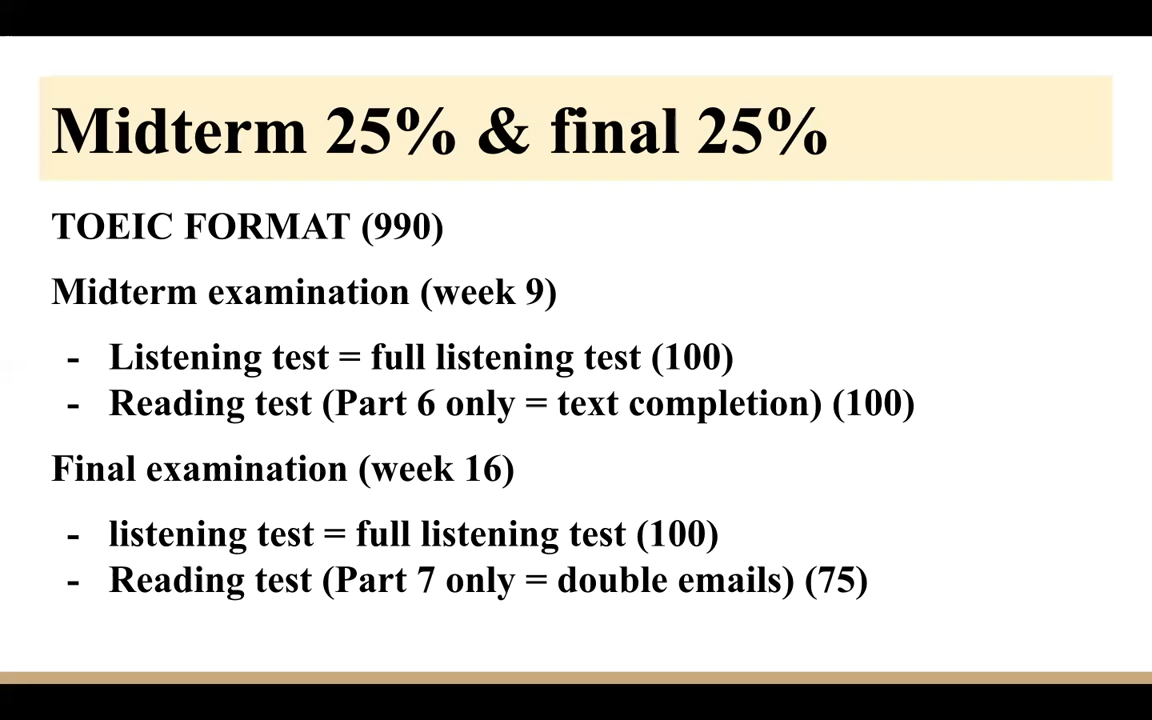 Midterm 25% & final 25%
TOEIC FORMAT (990)
Midterm examination (week 9)
- Listening test = full listening test (100)
- Reading test (Part 6 only = text completion) (100)
Final examination (week 16)
- listening test = full listening test (100)
- Reading test (Part 7 only = double emails) (75)